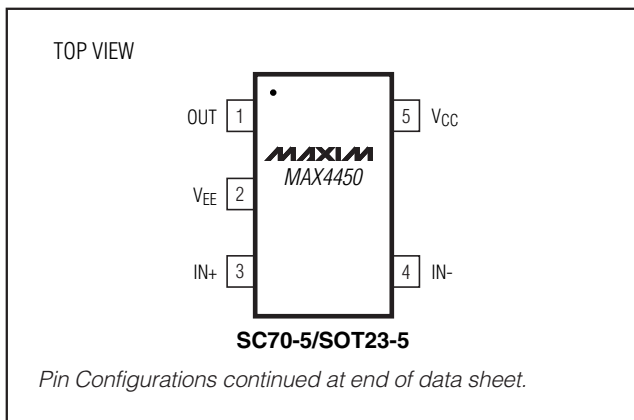 TOP VIEW
OUT 1 5 VCC
MAXIM
MAX4450
VEE 2
IN+ 3 4 IN-
SC70-5/SOT23-5
Pin Configurations continued at end of data sheet.